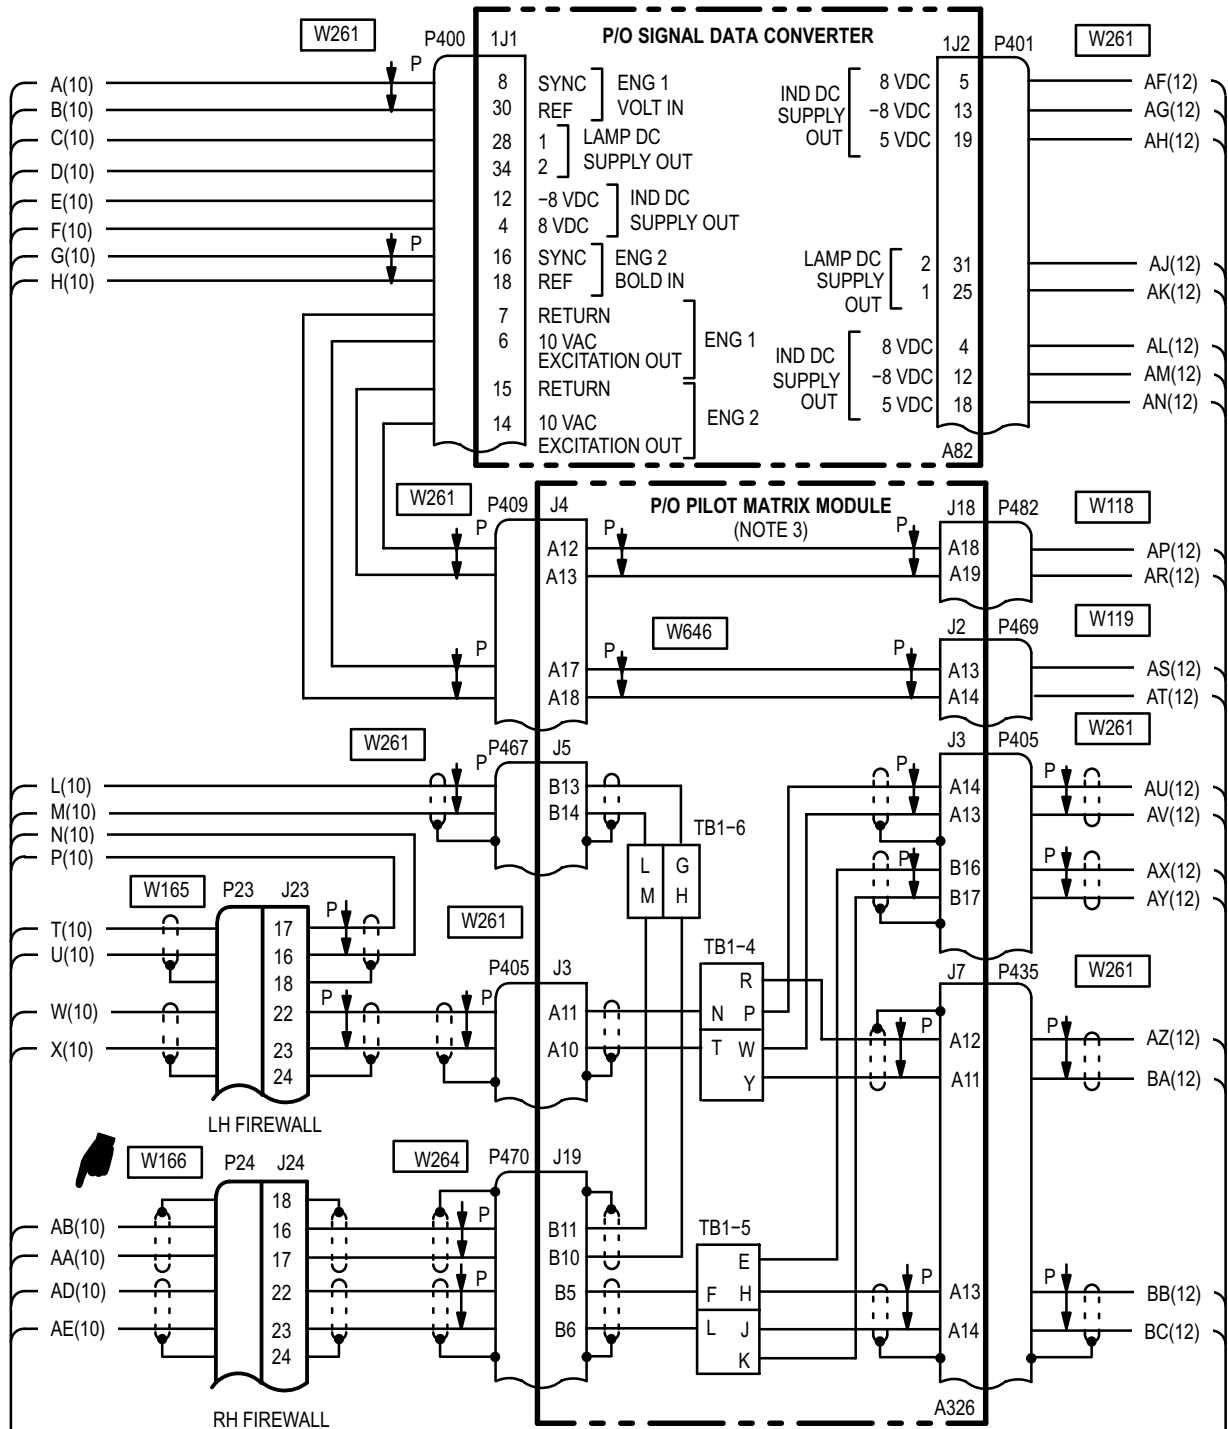 W261
P400
1J1
P/O SIGNAL DATA CONVERTER
1J2
P401
W261
P
A(10)
B(10)
C(10)
D(10)
E(10)
F(10)
G(10)
H(10)
P
8 SYNC
30 REF
ENG 1
VOLT IN
28 1
34 2
LAMP DC
SUPPLY OUT
12 −8 VDC
4 8 VDC
IND DC
SUPPLY OUT
16 SYNC
18 REF
ENG 2
BOLD IN
7 RETURN
6 10 VAC
EXCITATION OUT
ENG 1
15 RETURN
14 10 VAC
EXCITATION OUT
ENG 2
IND DC
SUPPLY
OUT
8 VDC 5
−8 VDC 13
5 VDC 19
LAMP DC
SUPPLY
OUT
2 31
1 25
IND DC
SUPPLY
OUT
8 VDC 4
−8 VDC 12
5 VDC 18
A82
AF(12)
AG(12)
AH(12)
AJ(12)
AK(12)
AL(12)
AM(12)
AN(12)
W261
P409
J4
P/O PILOT MATRIX MODULE
(NOTE 3)
J18
P482
W118
P
A12
A13
P
P
A18
A19
AP(12)
AR(12)
W646
J2
P469
W119
P
A17
A18
P
P
A13
A14
AS(12)
AT(12)
W261
P467
J5
J3
P405
W261
L(10)
M(10)
N(10)
P(10)
P
B13
B14
TB1−6
L G
M H
P
A14
A13
P
AU(12)
AV(12)
P
B16
B17
P
AX(12)
AY(12)
W165
P23
J23
T(10)
U(10)
17
16
18
P
W261
W(10)
X(10)
22
23
24
P
P
LH FIREWALL
P405
J3
A11
A10
TB1−4
R
N P
T W
Y
J7
P435
W261
P
A12
A11
P
AZ(12)
BA(12)
W166
P24
J24
W264
P470
J19
AB(10)
AA(10)
AD(10)
AE(10)
18
16
17
22
23
24
P
P
RH FIREWALL
B11
B10
B5
B6
TB1−5
E
F H
L J
K
P
A13
A14
P
BB(12)
BC(12)
A326